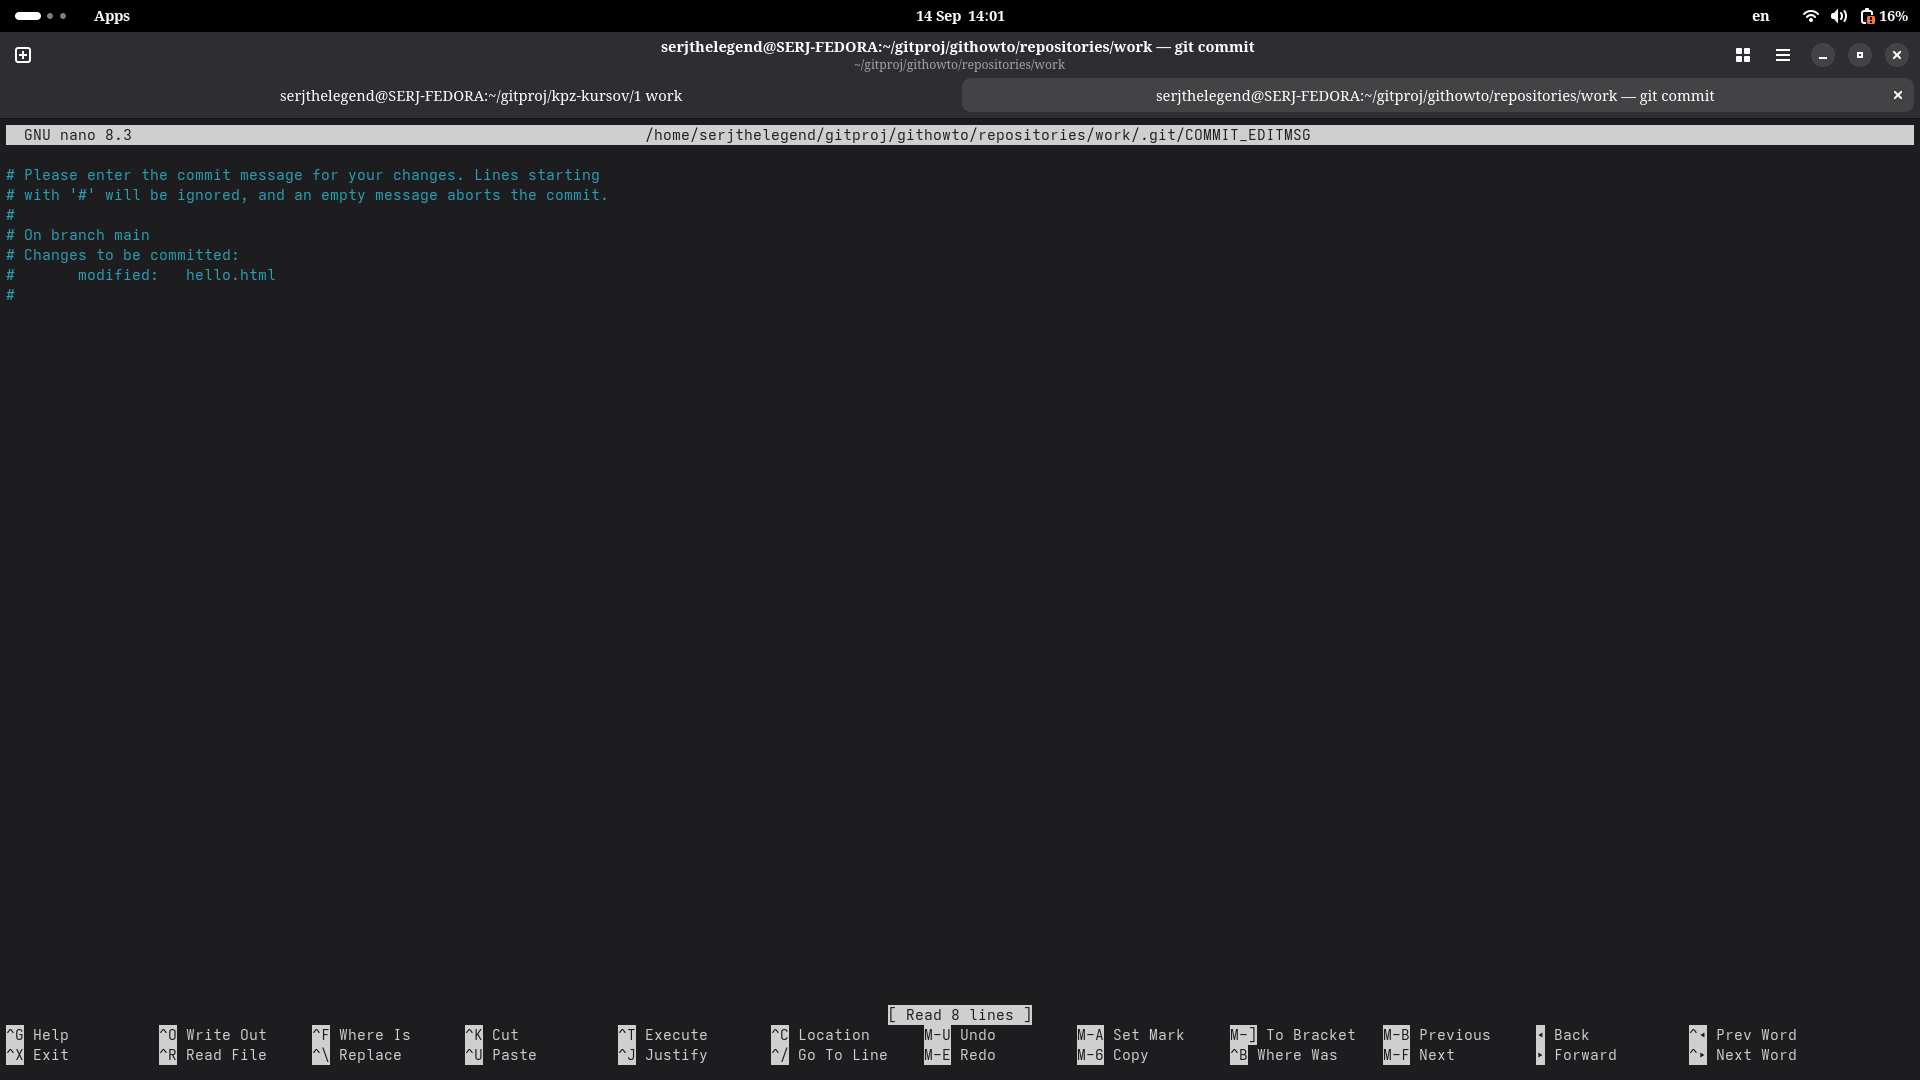 Apps 14 Sep 14:01 en 16%
serjthelegend@SERJ-FEDORA:~/gitproj/githowto/repositories/work — git commit
~/gitproj/githowto/repositories/work
serjthelegend@SERJ-FEDORA:~/gitproj/kpz-kursov/1 work serjthelegend@SERJ-FEDORA:~/gitproj/githowto/repositories/work — git commit
GNU nano 8.3 /home/serjthelegend/gitproj/githowto/repositories/work/.git/COMMIT_EDITMSG
# Please enter the commit message for your changes. Lines starting
# with '#' will be ignored, and an empty message aborts the commit.
#
# On branch main
# Changes to be committed:
#       modified:   hello.html
#
[ Read 8 lines ]
^G Help ^O Write Out ^F Where Is ^K Cut ^T Execute ^C Location M-U Undo M-A Set Mark M-] To Bracket M-B Previous ◂ Back ^◂ Prev Word
^X Exit ^R Read File ^\ Replace ^U Paste ^J Justify ^/ Go To Line M-E Redo M-6 Copy ^B Where Was M-F Next ▸ Forward ^▸ Next Word